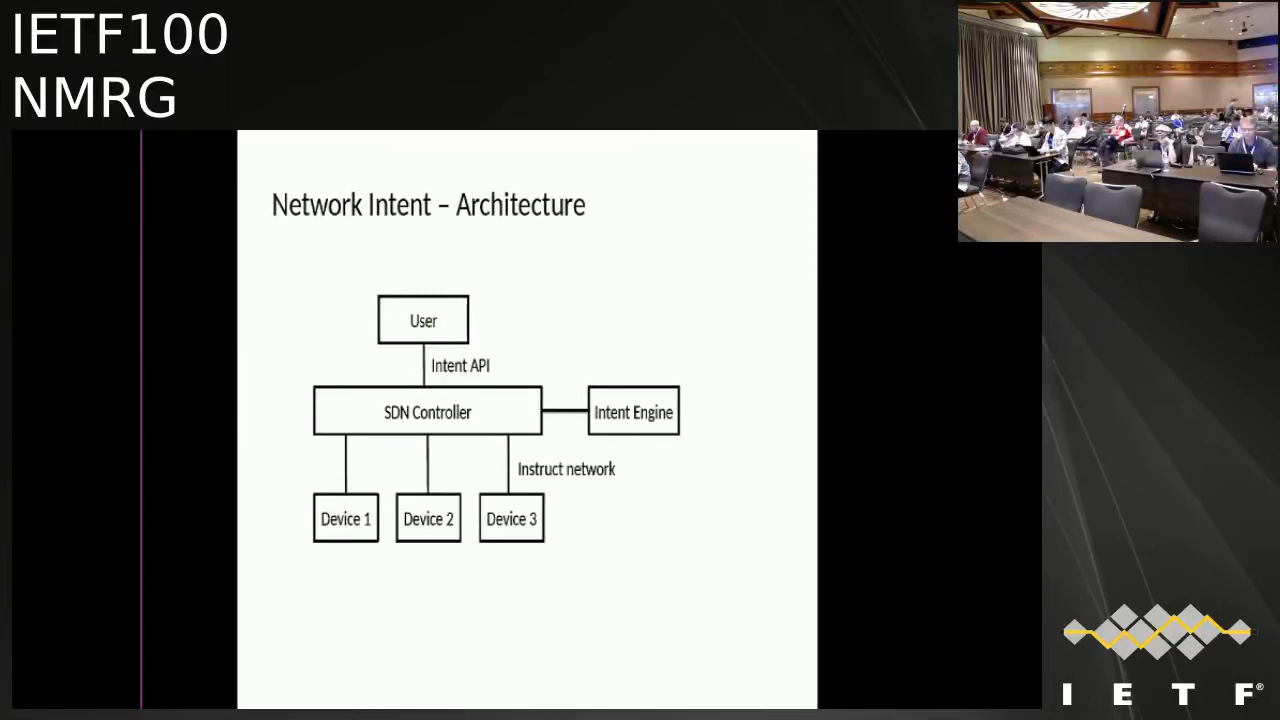 IETF100
NMRG
Network Intent – Architecture
User
Intent API
SDN Controller
Intent Engine
Instruct network
Device 1
Device 2
Device 3
I E T F®